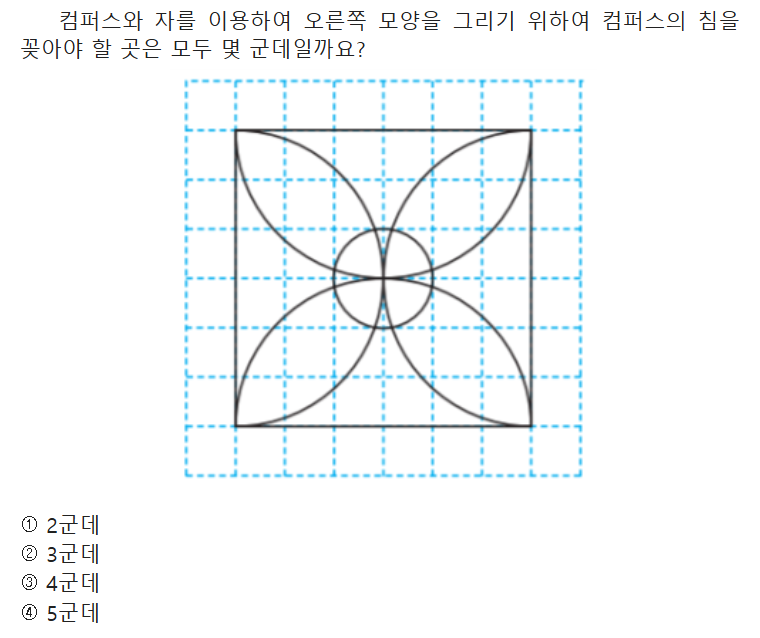 컴퍼스와 자를 이용하여 오른쪽 모양을 그리기 위하여 컴퍼스의 침을
꽂아야 할 곳은 모두 몇 군데일까요?
① 2군데
② 3군데
③ 4군데
④ 5군데